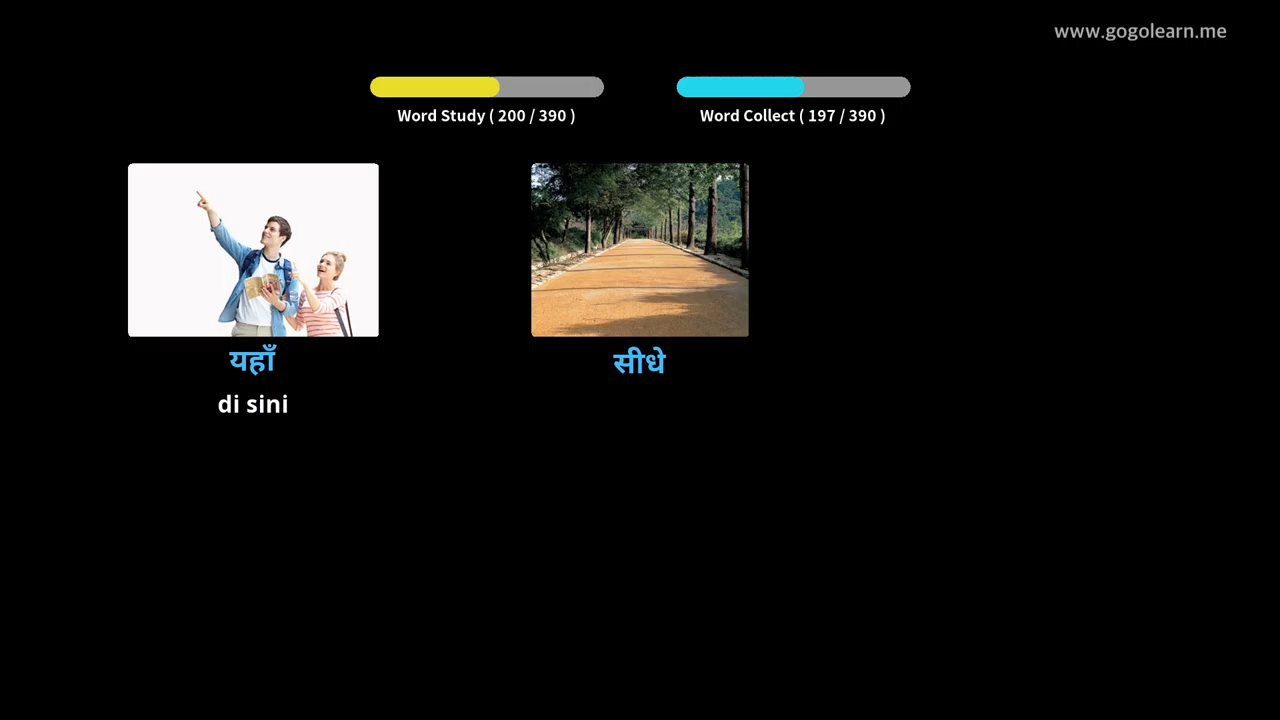 www.gogolearn.me
Word Study ( 200 / 390 )
Word Collect ( 197 / 390 )
यहाँ
di sini
सीधे